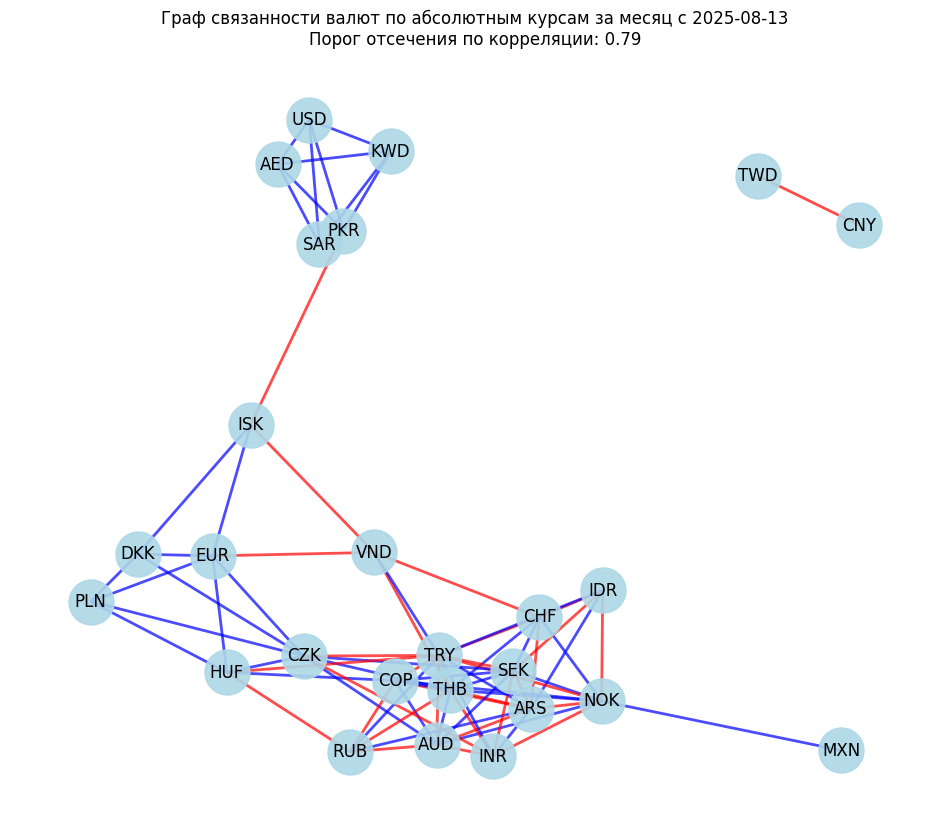 Граф связанности валют по абсолютным курсам за месяц с 2025-08-13
Порог отсечения по корреляции: 0.79
USD
KWD
AED
TWD
CNY
PKR
SAR
ISK
DKK
EUR
VND
PLN
IDR
CHF
CZK
TRY
HUF
SEK
COP
THB
ARS
NOK
RUB
AUD
INR
MXN